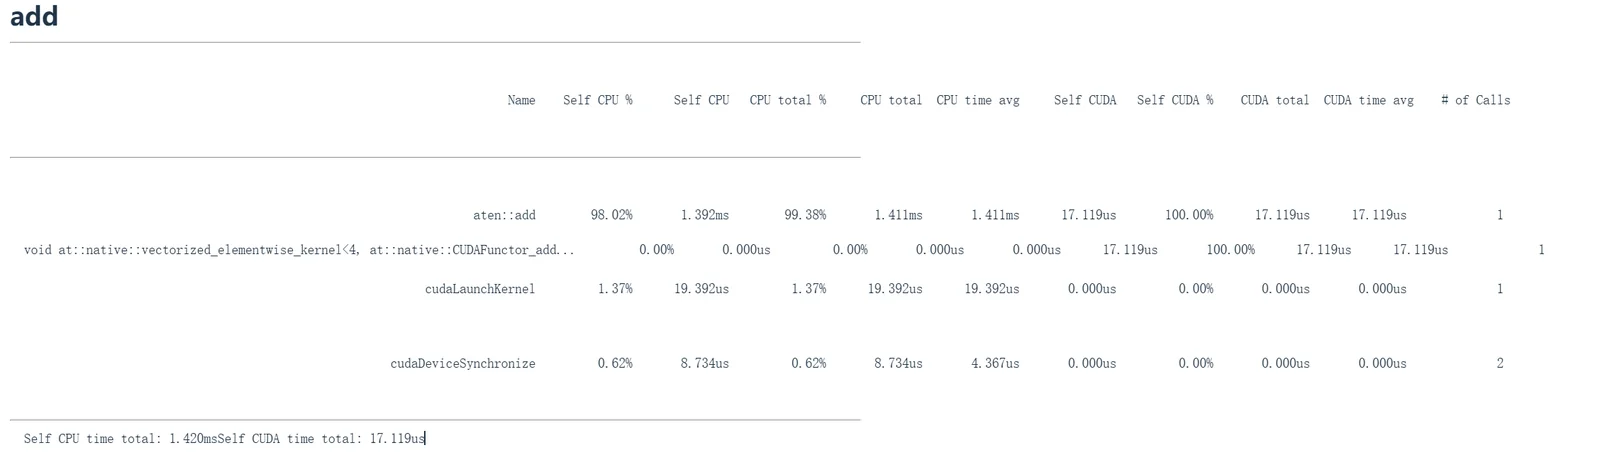 add
Name Self CPU % Self CPU CPU total % CPU total CPU time avg Self CUDA Self CUDA % CUDA total CUDA time avg # of Calls
aten::add 98.02% 1.392ms 99.38% 1.411ms 1.411ms 17.119us 100.00% 17.119us 17.119us 1
void at::native::vectorized_elementwise_kernel<4, at::native::CUDAFunctor_add... 0.00% 0.000us 0.00% 0.000us 0.000us 17.119us 100.00% 17.119us 17.119us 1
cudaLaunchKernel 1.37% 19.392us 1.37% 19.392us 19.392us 0.000us 0.00% 0.000us 0.000us 1
cudaDeviceSynchronize 0.62% 8.734us 0.62% 8.734us 4.367us 0.000us 0.00% 0.000us 0.000us 2
Self CPU time total: 1.420msSelf CUDA time total: 17.119us